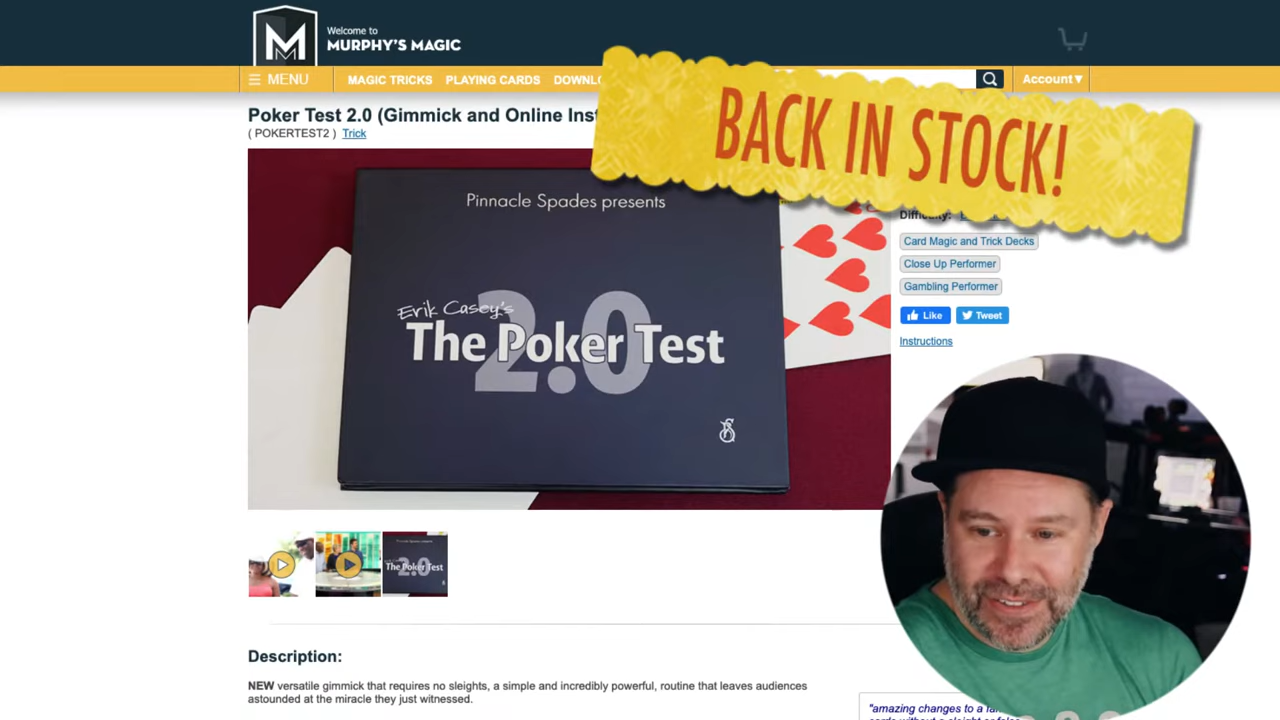 Welcome to
MURPHY'S MAGIC
MENU
MAGIC TRICKS
PLAYING CARDS
Account▾
BACK IN STOCK!
Poker Test 2.0 (Gimmick and Online
( POKERTEST2 ) Trick
Pinnacle Spades presents
Erik Casey's
The Poker Test
2.0
Difficulty:
Card Magic and Trick Decks
Close Up Performer
Gambling Performer
Like
Tweet
Instructions
The Poker Test
2.0
Description:
NEW versatile gimmick that requires no sleights, a simple and incredibly powerful, routine that leaves audiences
astounded at the miracle they just witnessed.
"amazing changes to a